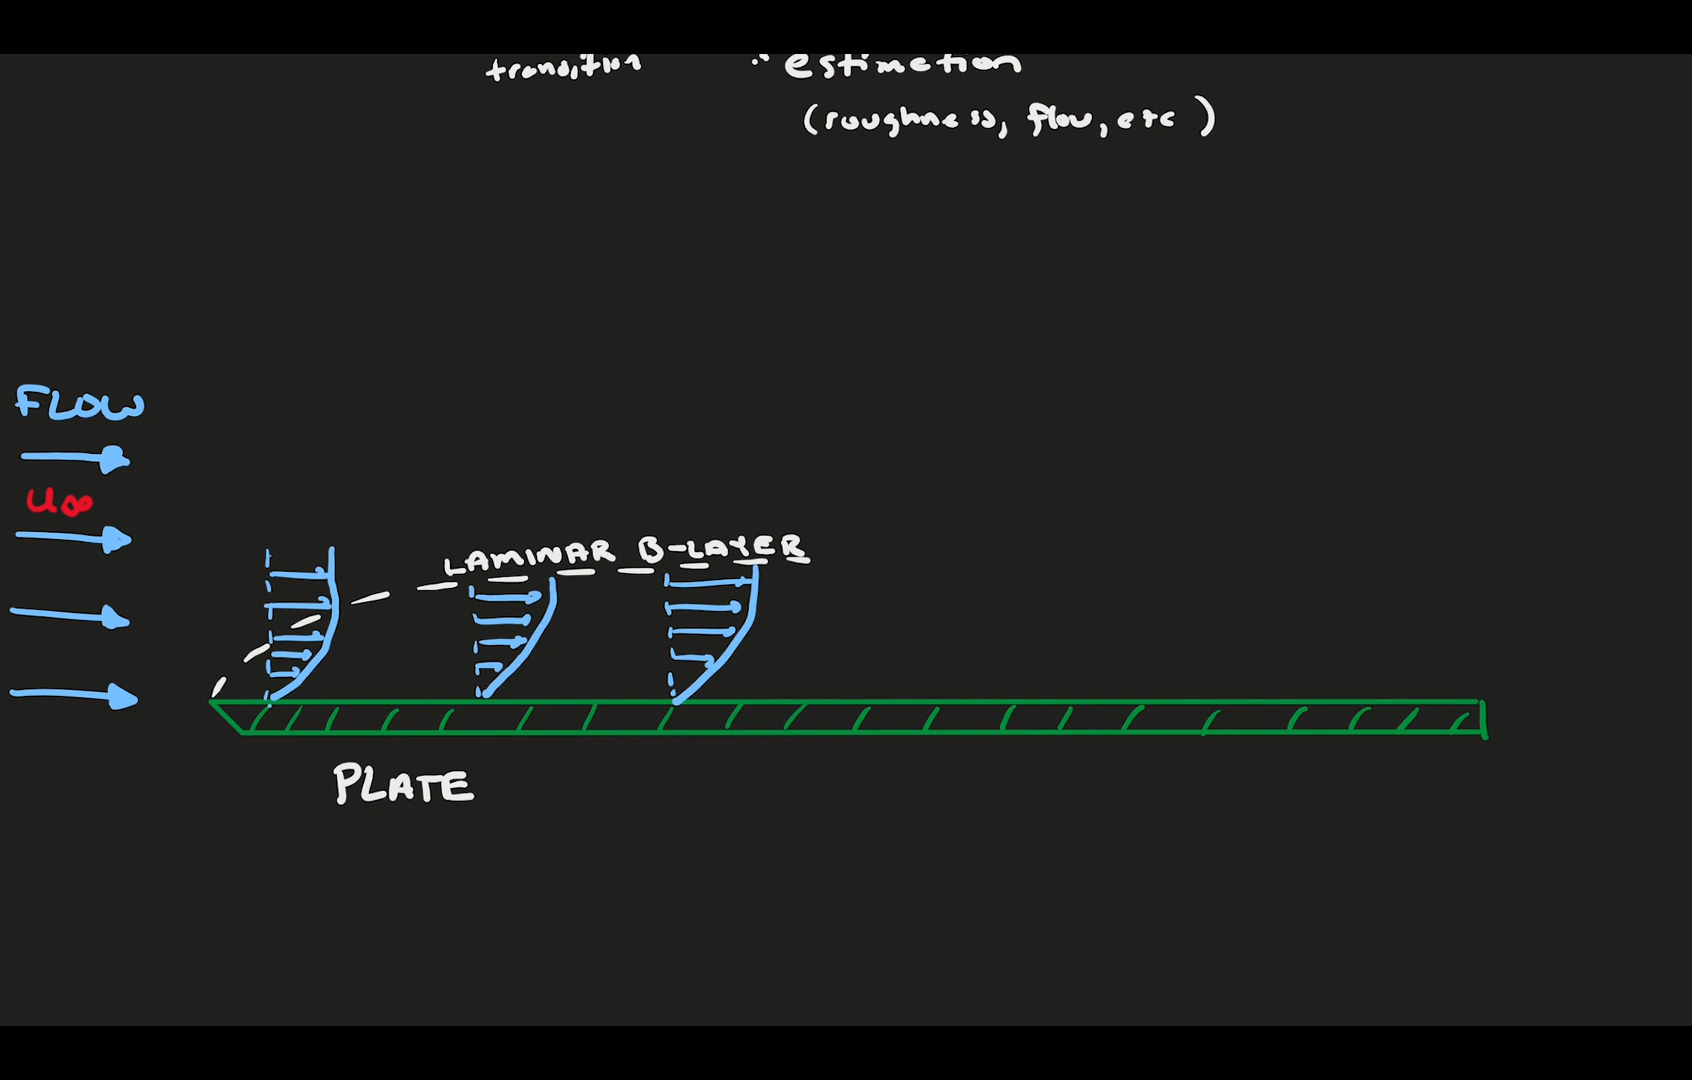 transition estimation
(roughness, flow, etc)
FLOW
U∞
LAMINAR B-LAYER
PLATE